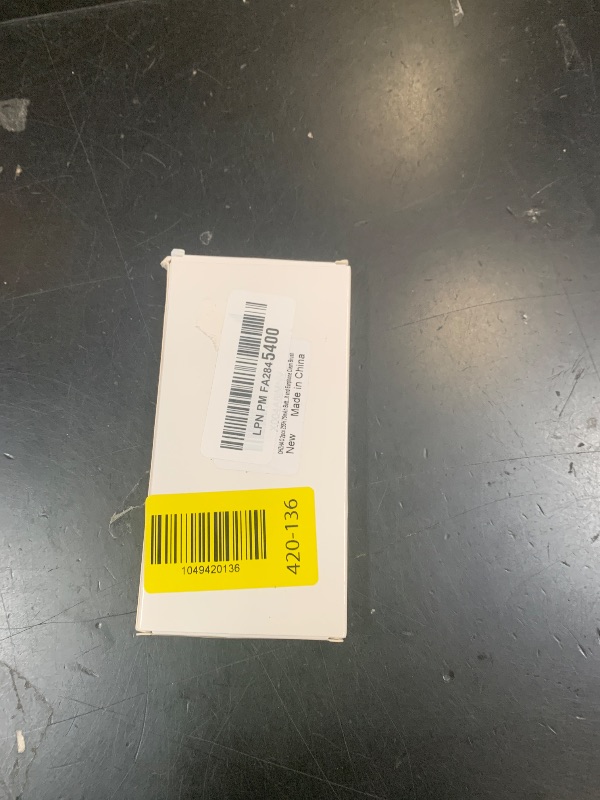 LPN PM FA2845400
New
Made in China
1049420136
420-136